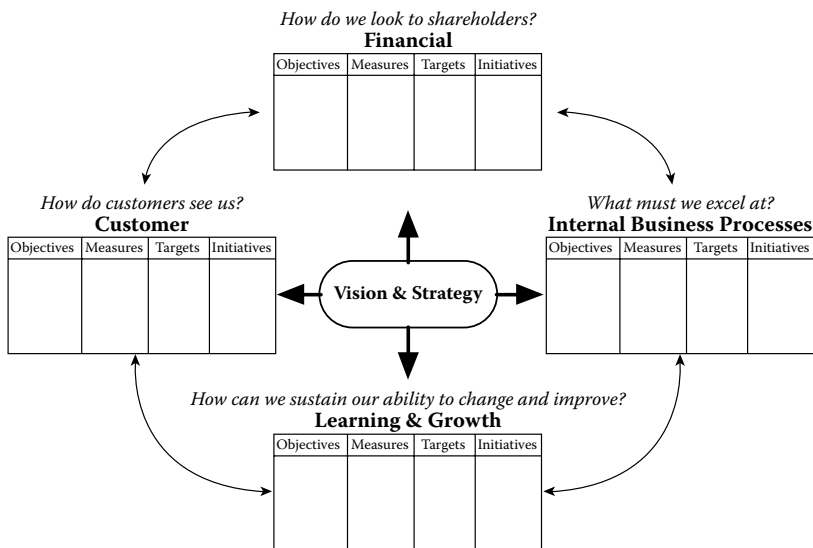 How do we look to shareholders?
Financial
Objectives Measures Targets Initiatives
How do customers see us?
Customer
Objectives Measures Targets Initiatives
Vision & Strategy
What must we excel at?
Internal Business Processes
Objectives Measures Targets Initiatives
How can we sustain our ability to change and improve?
Learning & Growth
Objectives Measures Targets Initiatives